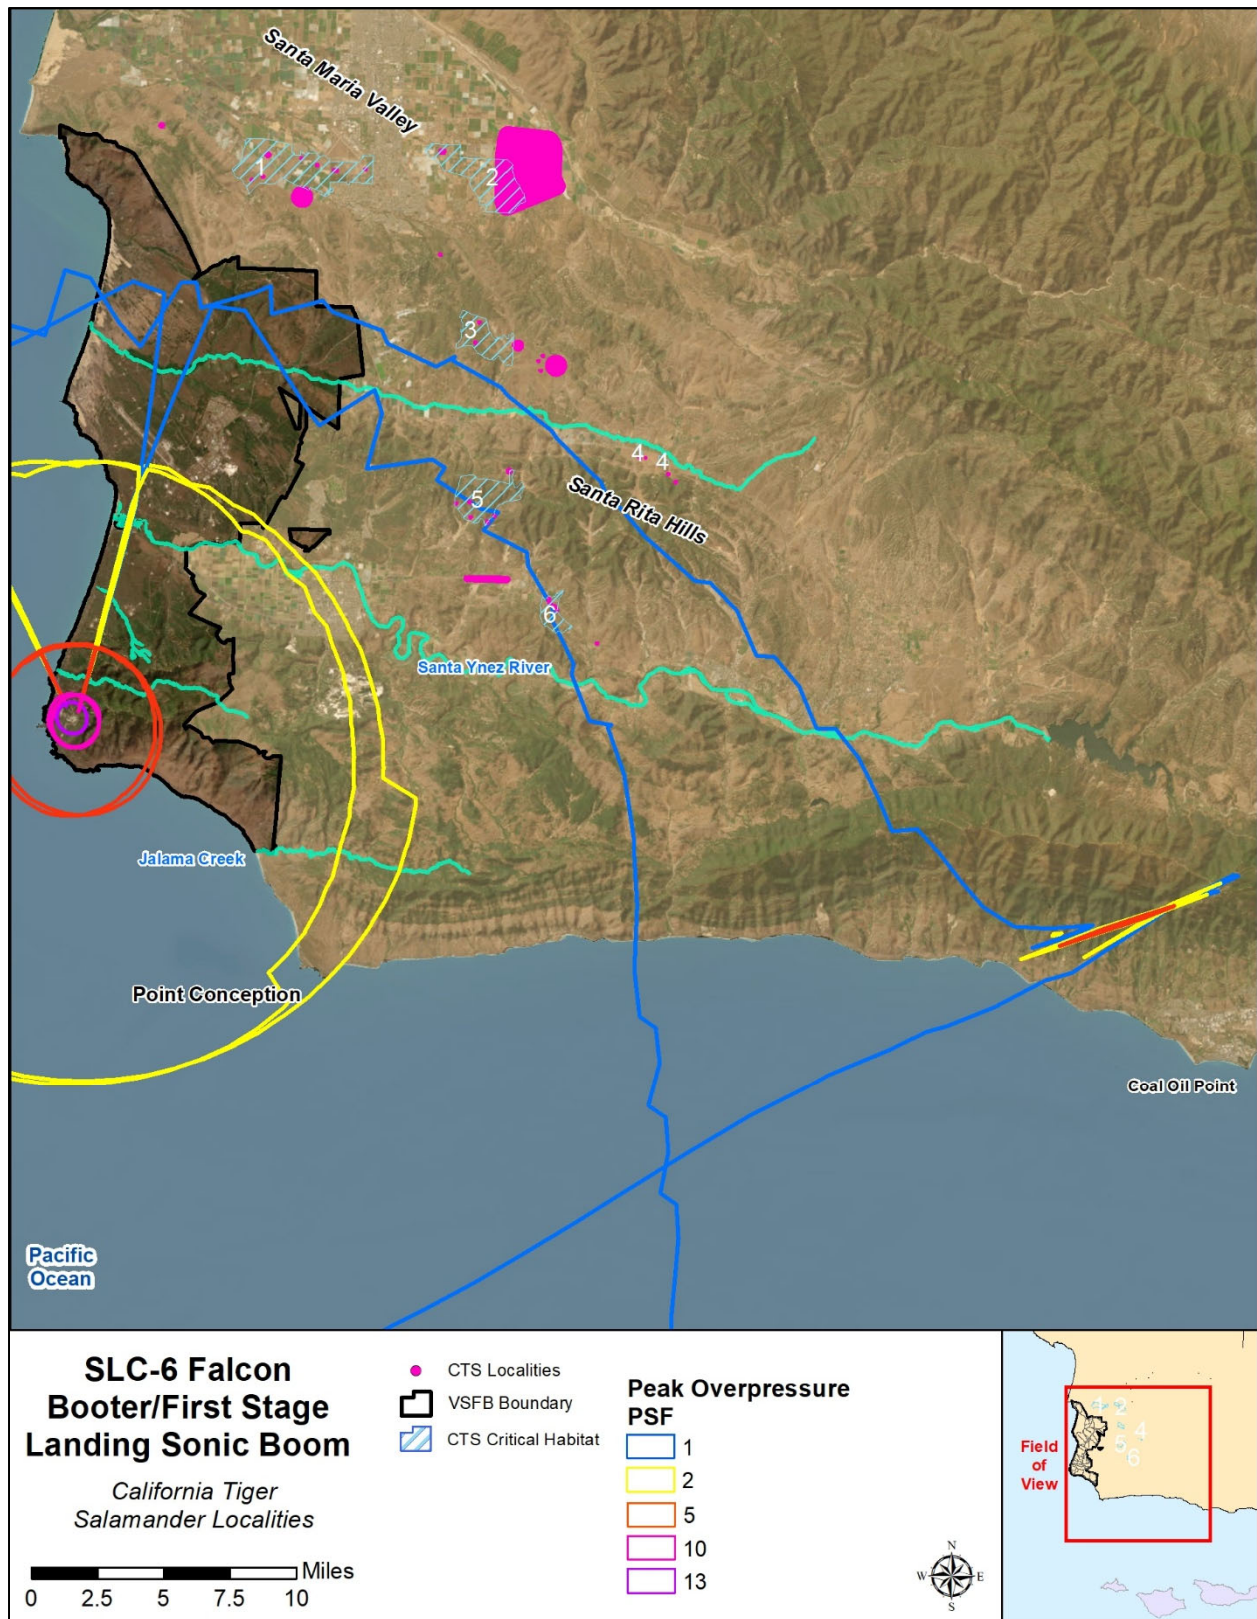 Santa Maria Valley
1
2
3
4 4
5
Santa Rita Hills
6
Santa Ynez River
Jalama Creek
Point Conception
Coal Oil Point
Pacific
Ocean
SLC-6 Falcon
Booter/First Stage
Landing Sonic Boom
California Tiger
Salamander Localities
0 2.5 5 7.5 10 Miles
CTS Localities
VSFB Boundary
CTS Critical Habitat
Peak Overpressure
PSF
1
2
5
10
13
N
W E
S
Field
of
View
4
5
6